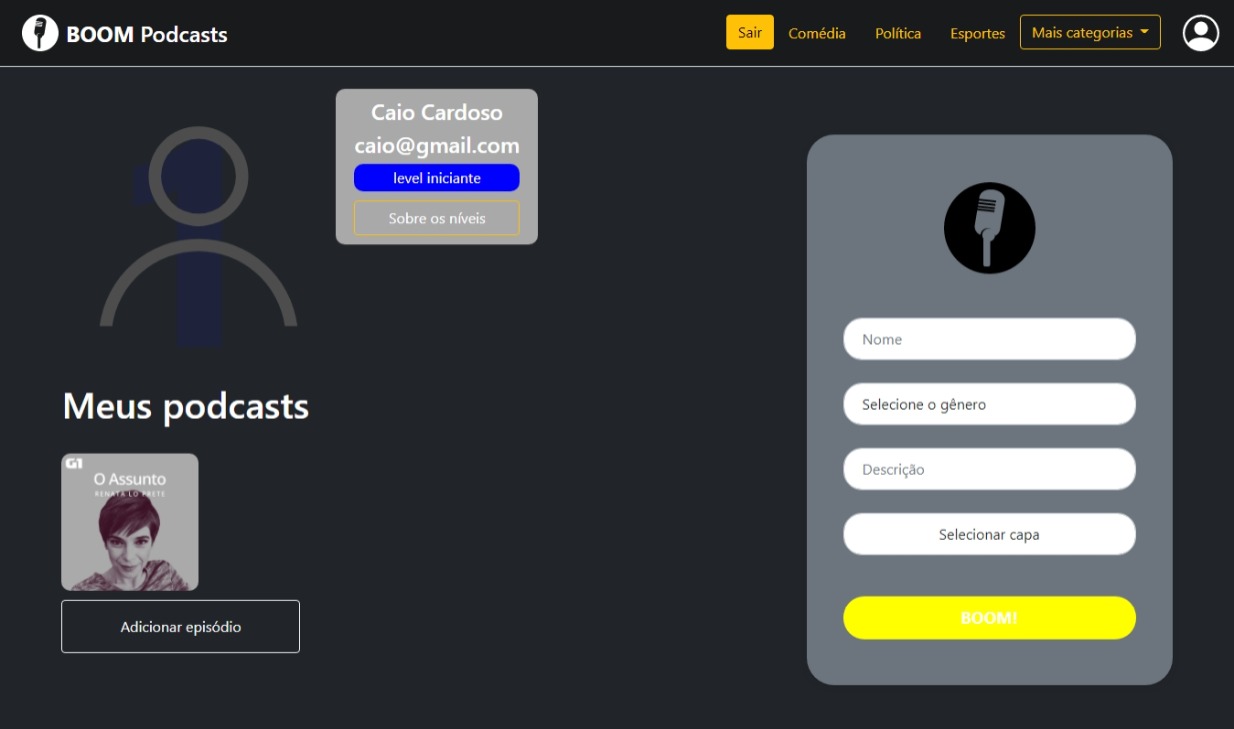 BOOM Podcasts
Sair
Comédia
Política
Esportes
Mais categorias
Caio Cardoso
caio@gmail.com
level iniciante
Sobre os níveis
1
Meus podcasts
G1
O Assunto
RENATA LO PRETE
Adicionar episódio
Nome
Selecione o gênero
Descrição
Selecionar capa
BOOM!